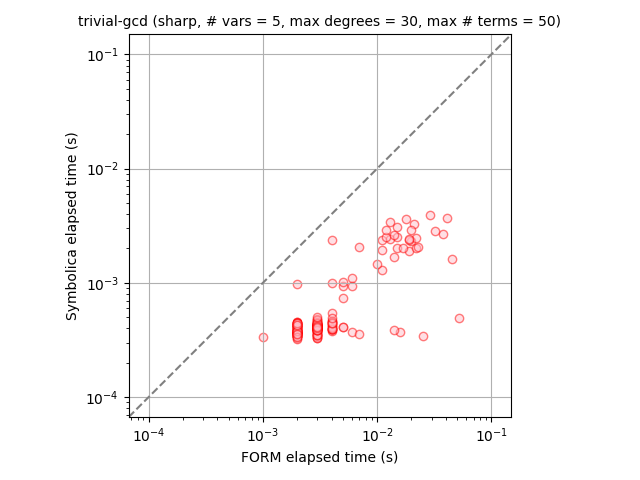 trivial-gcd (sharp, # vars = 5, max degrees = 30, max # terms = 50)
Symbolica elapsed time (s)
10⁻¹
10⁻²
10⁻³
10⁻⁴
10⁻⁴ 10⁻³ 10⁻² 10⁻¹
FORM elapsed time (s)